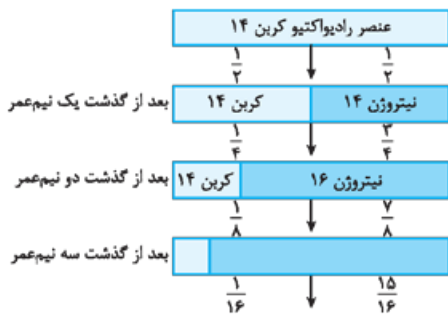 عنصر رادیواکتیو کربن ۱۴
۱/۲ ۱/۲
بعد از گذشت یک نیم‌عمر
کربن ۱۴
نیتروژن ۱۴
۱/۴ ۳/۴
بعد از گذشت دو نیم‌عمر
کربن ۱۴
نیتروژن ۱۶
۱/۸ ۷/۸
بعد از گذشت سه نیم‌عمر
۱/۱۶ ۱۵/۱۶